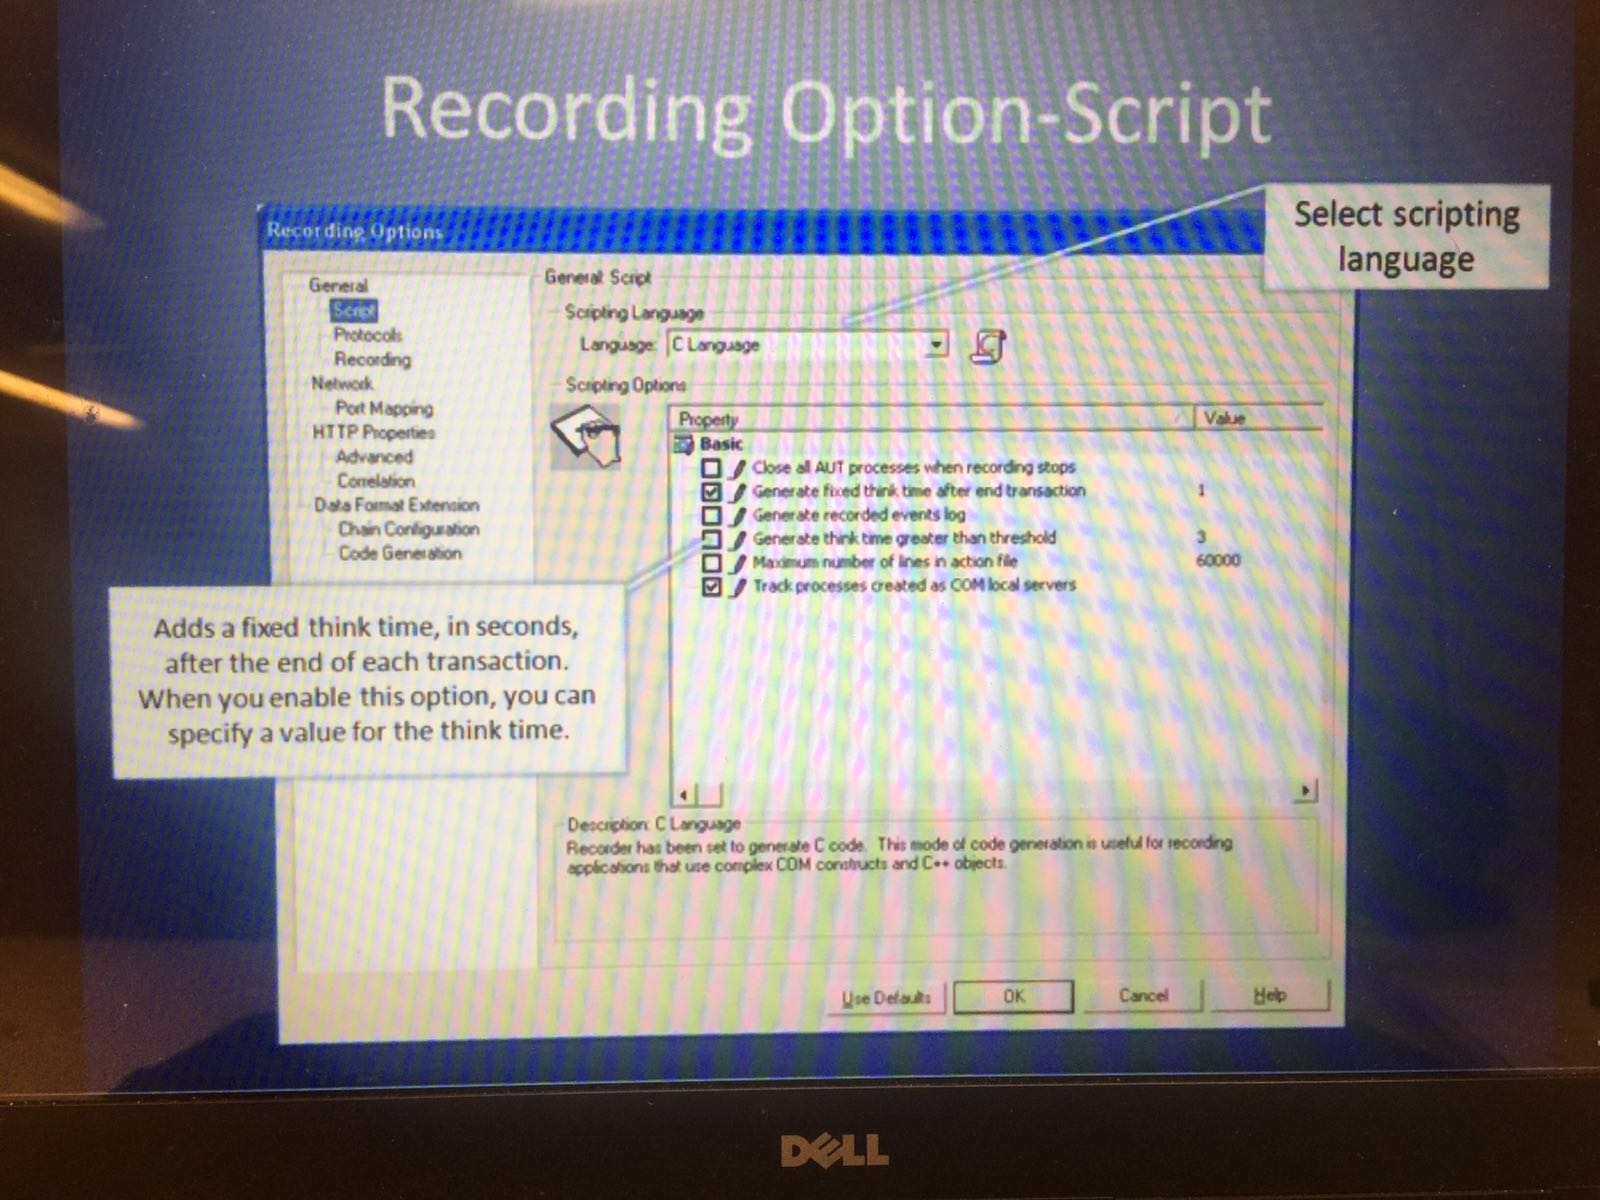 Recording Option-Script
Select scripting
language
Recording Options
General
Script
Protocols
Recording
Network
Port Mapping
HTTP Properties
Advanced
Correlation
Data Format Extension
Chain Configuration
Code Generation
General: Script
Scripting Language
Language: C Language
Scripting Options
Property Value
Basic
Close all AUT processes when recording stops
Generate fixed think time after end transaction 1
Generate recorded events log
Generate think time greater than threshold 3
Maximum number of lines in action file 60000
Track processes created as COM local servers
Adds a fixed think time, in seconds,
after the end of each transaction.
When you enable this option, you can
specify a value for the think time.
Description: C Language
Recorder has been set to generate C code. This mode of code generation is useful for recording
applications that use complex COM constructs and C++ objects.
Use Defaults OK Cancel Help
DELL